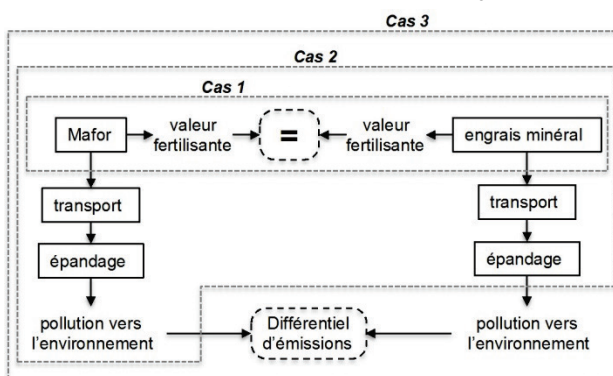 Cas 3
Cas 2
Cas 1
Mafor
valeur
fertilisante
=
valeur
fertilisante
engrais minéral
transport
transport
épandage
épandage
pollution vers
l'environnement
Différentiel
d'émissions
pollution vers
l'environnement